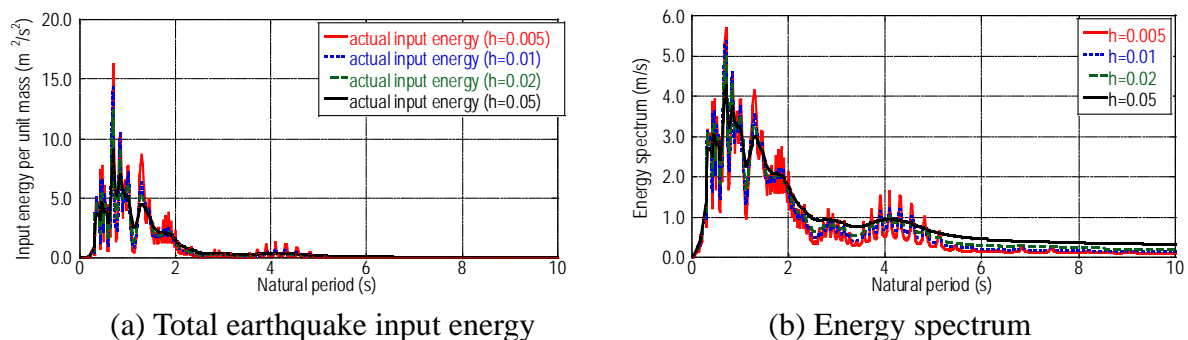 20.0
15.0
10.0
5.0
0.0
Input energy per unit mass (m^2/s^2)
actual input energy (h=0.005)
actual input energy (h=0.01)
actual input energy (h=0.02)
actual input energy (h=0.05)
0 2 4 6 8 10
Natural period (s)
(a) Total earthquake input energy
6.0
5.0
4.0
3.0
2.0
1.0
0.0
Energy spectrum (m/s)
h=0.005
h=0.01
h=0.02
h=0.05
0 2 4 6 8 10
Natural period (s)
(b) Energy spectrum